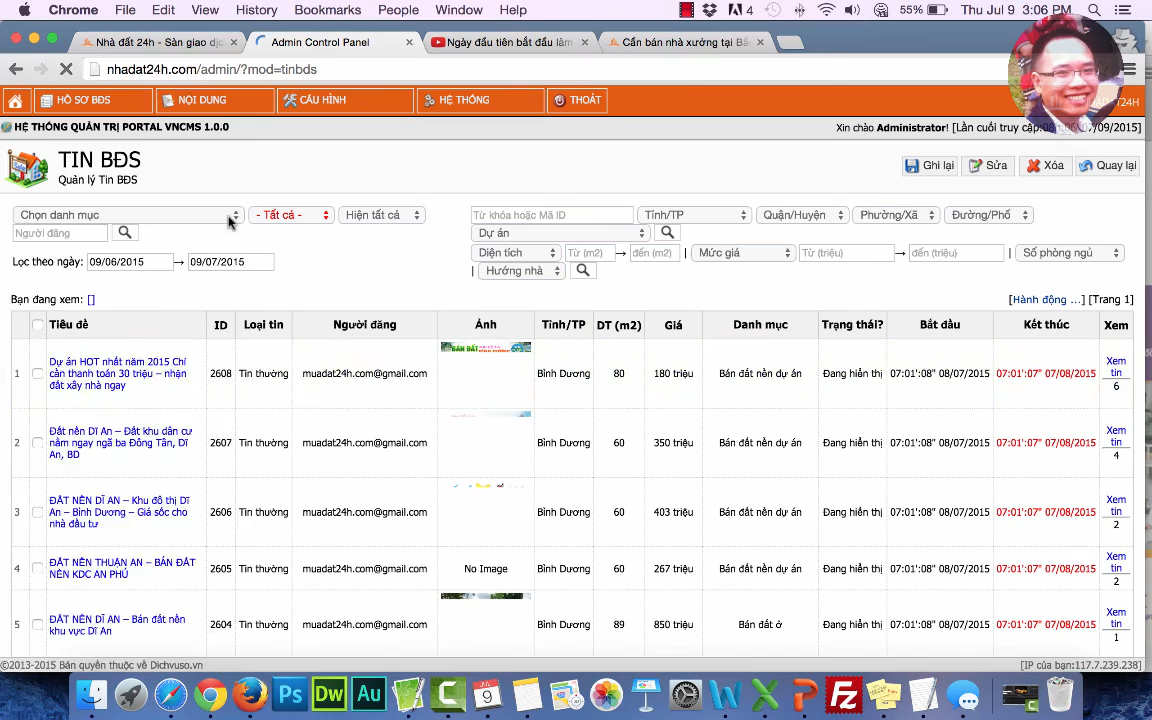 Chrome File Edit View History Bookmarks People Window Help 4 55% Thu Jul 9 3:06 PM
Nhà đất 24h - Sàn giao dịc Admin Control Panel Ngày đầu tiên bắt đầu làm Cần bán nhà xưởng tại Bắ
nhadat24h.com/admin/?mod=tinbds
HỒ SƠ BĐS NỘI DUNG CẤU HÌNH HỆ THỐNG THOÁT
HỆ THỐNG QUẢN TRỊ PORTAL VNCMS 1.0.0 Xin chào Administrator! [Lần cuối truy cập:
TIN BĐS
Quản lý Tin BĐS
Ghi lại Sửa Xóa Quay lại
Chọn danh mục - Tất cả - Hiện tất cả Từ khóa hoặc Mã ID Tỉnh/TP Quận/Huyện Phường/Xã Đường/Phố
Người đăng Dự án
Lọc theo ngày: 09/06/2015 → 09/07/2015 Diện tích Từ (m2) → đến (m2) | Mức giá Từ (triệu) → đến (triệu) | Số phòng ngủ
| Hướng nhà
Bạn đang xem: [] [Hành động ...] [Trang 1]
Tiêu đề ID Loại tin Người đăng Ảnh Tỉnh/TP DT (m2) Giá Danh mục Trạng thái? Bắt đầu Kết thúc Xem
1 Dự án HOT nhất năm 2015 Chỉ cần thanh toán 30 triệu – nhận đất xây nhà ngay 2608 Tin thường muadat24h.com@gmail.com BÁN ĐẤT Bình Dương 80 180 triệu Bán đất nền dự án Đang hiển thị 07:01':08" 08/07/2015 07:01':07" 07/08/2015 Xem tin 6
2 Đất nền Dĩ An – Đất khu dân cư nằm ngay ngã ba Đông Tân, Dĩ An, BD 2607 Tin thường muadat24h.com@gmail.com Bình Dương 60 350 triệu Bán đất nền dự án Đang hiển thị 07:01':08" 08/07/2015 07:01':07" 07/08/2015 Xem tin 4
3 ĐẤT NỀN DĨ AN – Khu đô thị Dĩ An – Bình Dương – Giá sốc cho nhà đầu tư 2606 Tin thường muadat24h.com@gmail.com Bình Dương 60 403 triệu Bán đất nền dự án Đang hiển thị 07:01':08" 08/07/2015 07:01':07" 07/08/2015 Xem tin 2
4 ĐẤT NỀN THUẬN AN – BÁN ĐẤT NỀN KDC AN PHÚ 2605 Tin thường muadat24h.com@gmail.com No Image Bình Dương 60 267 triệu Bán đất nền dự án Đang hiển thị 07:01':08" 08/07/2015 07:01':07" 07/08/2015 Xem tin 2
5 ĐẤT NỀN DĨ AN – Bán đất nền khu vực Dĩ An 2604 Tin thường muadat24h.com@gmail.com Bình Dương 89 850 triệu Bán đất ở Đang hiển thị 07:01':08" 08/07/2015 07:01':07" 07/08/2015 Xem tin 1
©2013-2015 Bản quyền thuộc về Dichvuso.vn [IP của bạn:117.7.239.238]
Ps Dw Au JUL 9